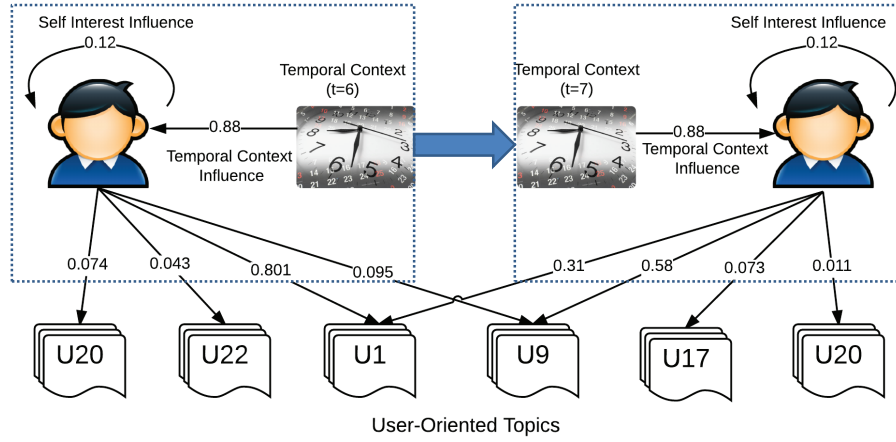 Self Interest Influence
0.12
Temporal Context
(t=6)
0.88
Temporal Context
Influence
Self Interest Influence
0.12
Temporal Context
(t=7)
0.88
Temporal Context
Influence
0.074
0.043
0.801
0.095
0.31
0.58
0.073
0.011
U20
U22
U1
U9
U17
U20
User-Oriented Topics